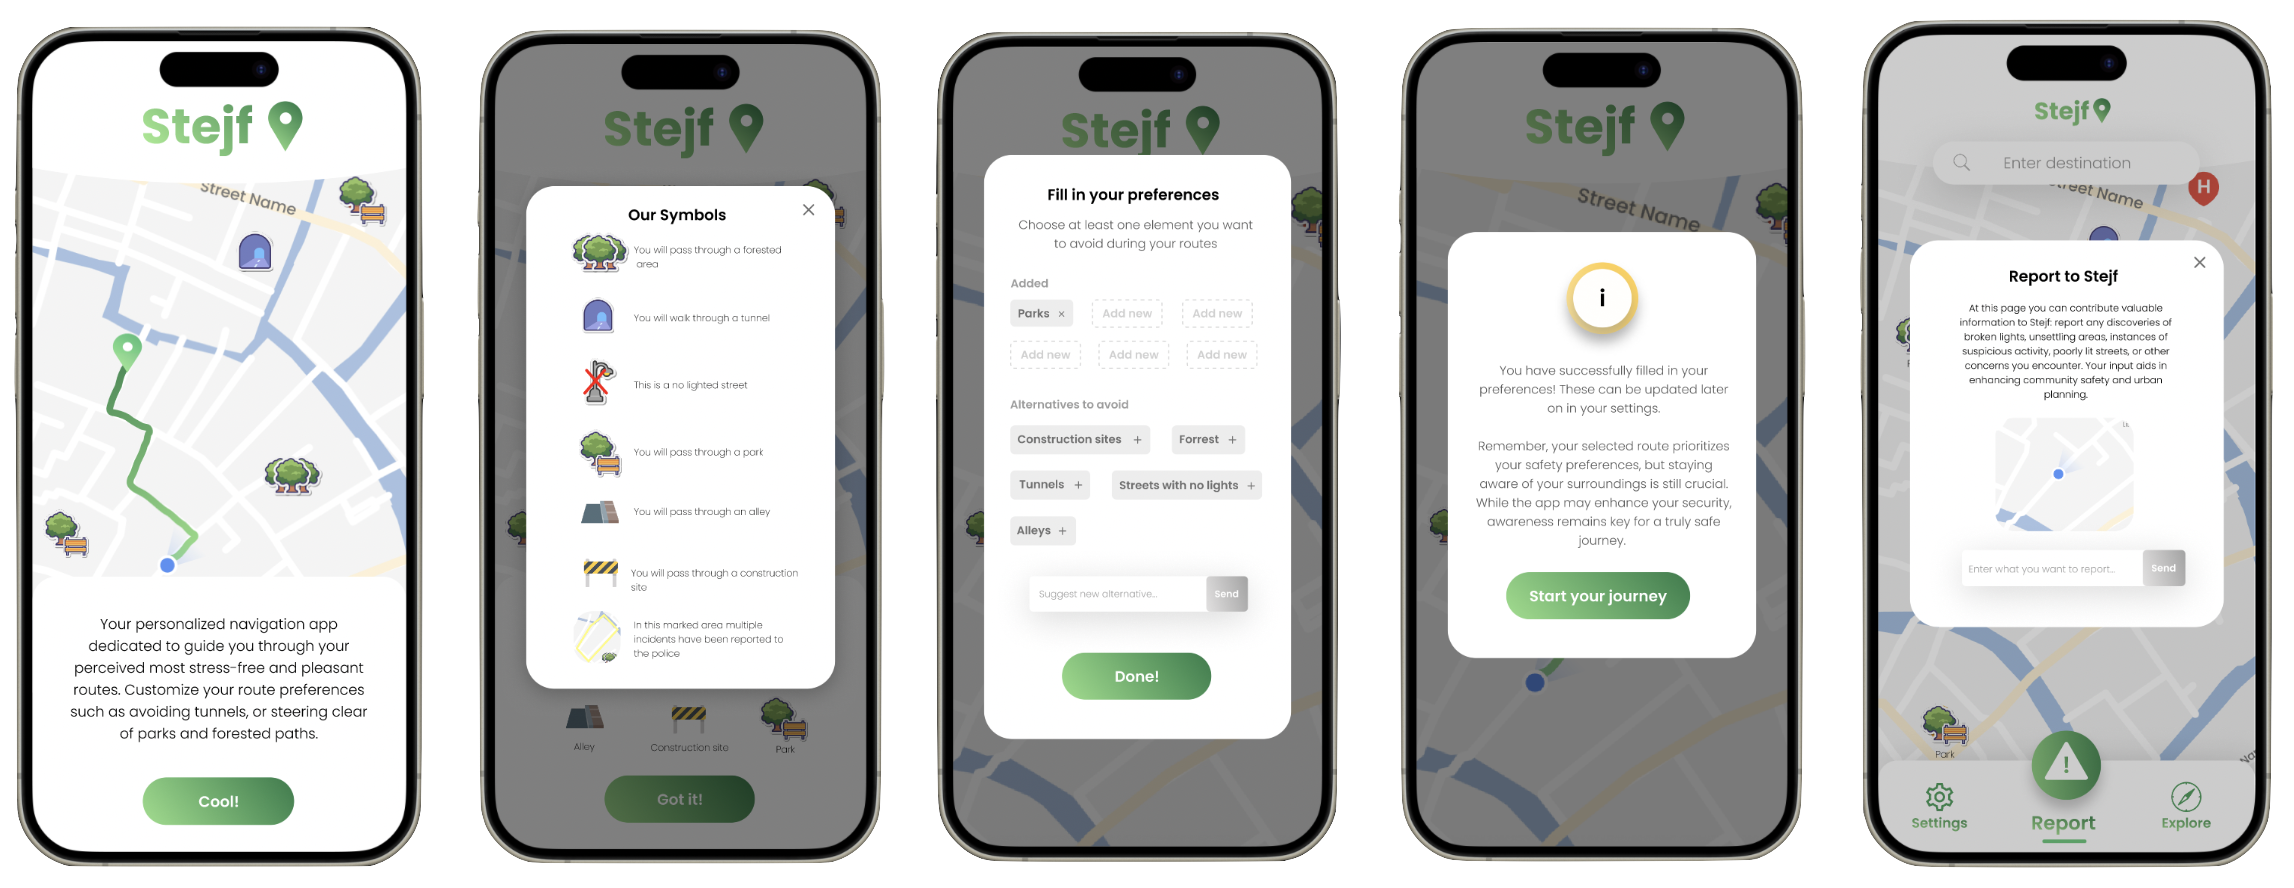 Stejf
Street Name
Your personalized navigation app
dedicated to guide you through your
perceived most stress-free and pleasant
routes. Customize your route preferences
such as avoiding tunnels, or steering clear
of parks and forested paths.
Cool!
Stejf
Our Symbols
You will pass through a forested
area
You will walk through a tunnel
This is a no lighted street
You will pass through a park
You will pass through an alley
You will pass through a construction
site
In this marked area multiple
incidents have been reported to
the police
Alley
Construction site
Park
Got it!
Stejf
Fill in your preferences
Choose at least one element you want
to avoid during your routes
Added
Parks ×
Add new
Add new
Add new
Add new
Add new
Alternatives to avoid
Construction sites +
Forrest +
Tunnels +
Streets with no lights +
Alleys +
Suggest new alternative...
Send
Done!
Stejf
Street Name
i
You have successfully filled in your
preferences! These can be updated later
on in your settings.
Remember, your selected route prioritizes
your safety preferences, but staying
aware of your surroundings is still crucial.
While the app may enhance your security,
awareness remains key for a truly safe
journey.
Start your journey
Stejf
Enter destination
Street Name
H
Report to Stejf
At this page you can contribute valuable
information to Stejf: report any discoveries of
broken lights, unsettling areas, instances of
suspicious activity, poorly lit streets, or other
concerns you encounter. Your input aids in
enhancing community safety and urban
planning.
Enter what you want to report...
Send
Park
Settings
Report
Explore